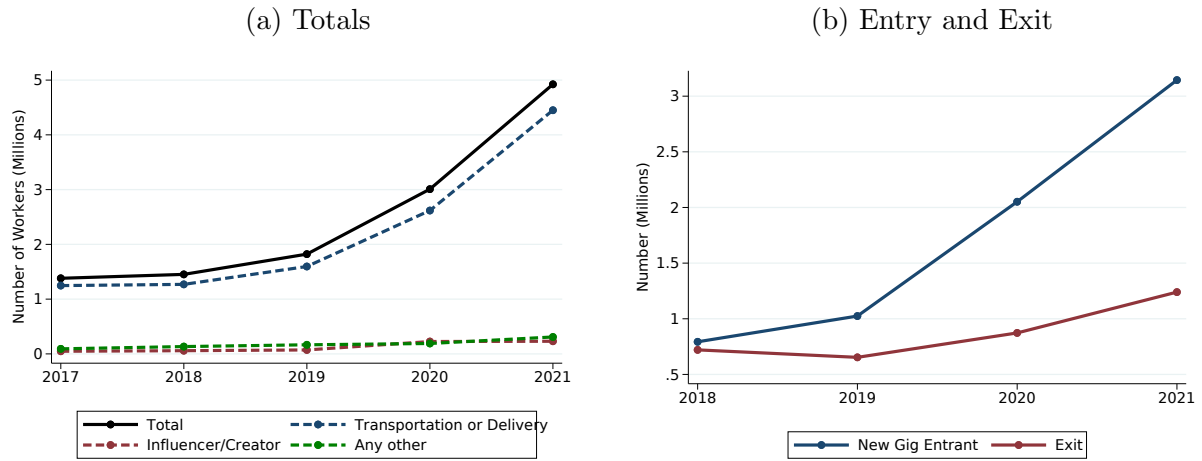 (a) Totals
Number of Workers (Millions)
5
4
3
2
1
0
2017 2018 2019 2020 2021
Total Transportation or Delivery
Influencer/Creator Any other
(b) Entry and Exit
Number (Millions)
3
2.5
2
1.5
1
.5
2018 2019 2020 2021
New Gig Entrant Exit